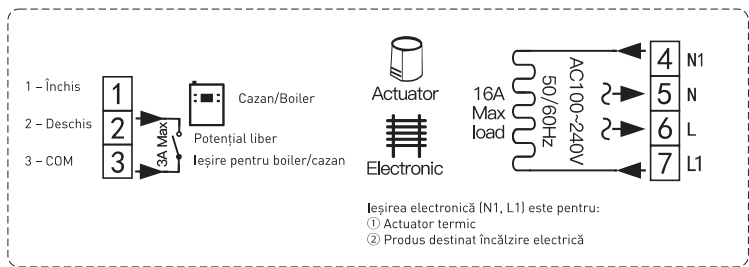 1 – Închis
2 – Deschis
3 – COM
1
2
3
3A Max
Cazan/Boiler
Potențial liber
Ieșire pentru boiler/cazan
Actuator
Electronic
16A
Max
load
AC100~240V
50/60Hz
4 N1
5 N
6 L
7 L1
Ieșirea electronică (N1, L1) este pentru:
① Actuator termic
② Produs destinat încălzire electrică